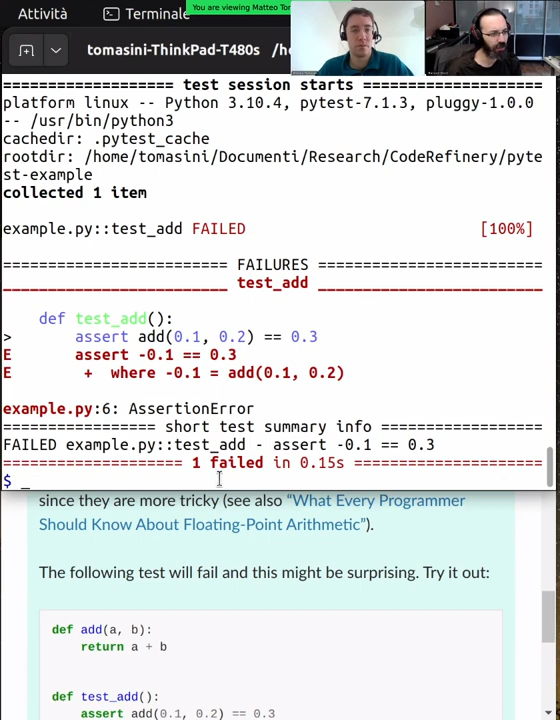 Attività
Terminale
You are viewing Matteo Tom
tomasini-ThinkPad-T480s
=================== test session starts ===================
platform linux -- Python 3.10.4, pytest-7.1.3, pluggy-1.0.0
-- /usr/bin/python3
cachedir: .pytest_cache
rootdir: /home/tomasini/Documenti/Research/CodeRefinery/pyte
st-example
collected 1 item
example.py::test_add FAILED [100%]
========================= FAILURES =========================
_________________________ test_add _________________________
def test_add():
> assert add(0.1, 0.2) == 0.3
E assert -0.1 == 0.3
E + where -0.1 = add(0.1, 0.2)
example.py:6: AssertionError
================= short test summary info ==================
FAILED example.py::test_add - assert -0.1 == 0.3
==================== 1 failed in 0.15s =====================
$ _
since they are more tricky (see also “What Every Programmer
Should Know About Floating-Point Arithmetic”).
The following test will fail and this might be surprising. Try it out:
def add(a, b):
return a + b
def test_add():
assert add(0.1, 0.2) == 0.3